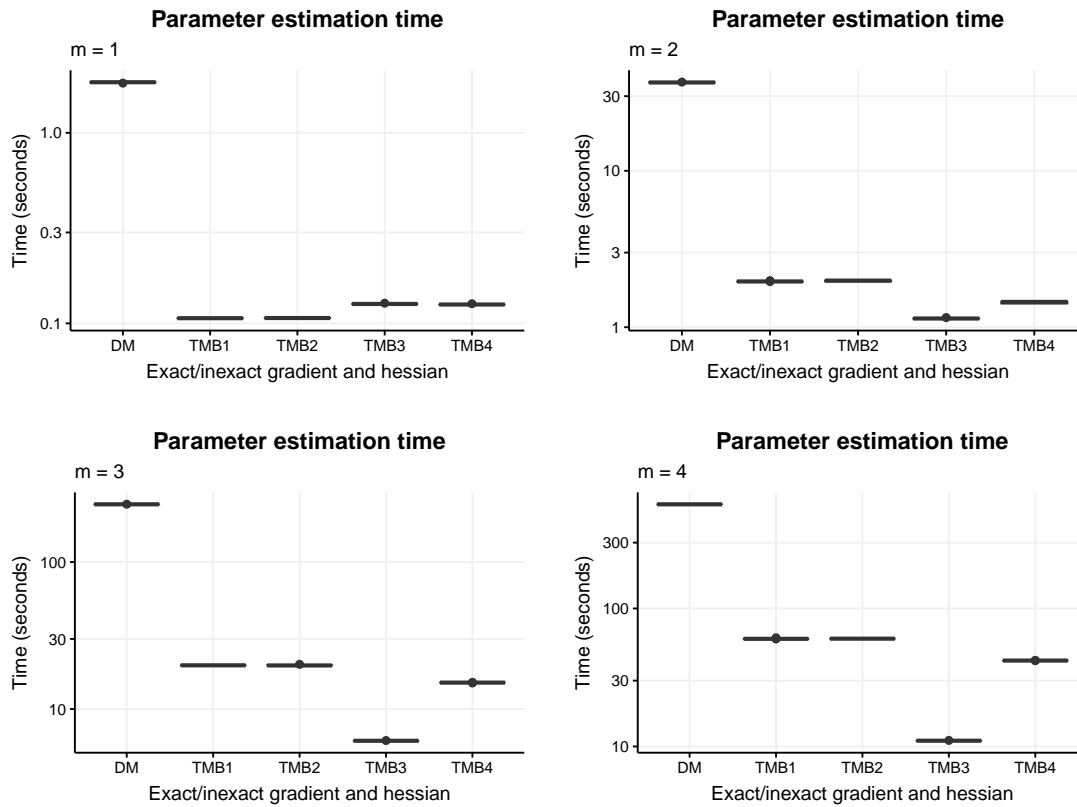 Parameter estimation time
m = 1
Time (seconds)
1.0
0.3
0.1
DM TMB1 TMB2 TMB3 TMB4
Exact/inexact gradient and hessian
Parameter estimation time
m = 2
Time (seconds)
30
10
3
1
DM TMB1 TMB2 TMB3 TMB4
Exact/inexact gradient and hessian
Parameter estimation time
m = 3
Time (seconds)
100
30
10
DM TMB1 TMB2 TMB3 TMB4
Exact/inexact gradient and hessian
Parameter estimation time
m = 4
Time (seconds)
300
100
30
10
DM TMB1 TMB2 TMB3 TMB4
Exact/inexact gradient and hessian